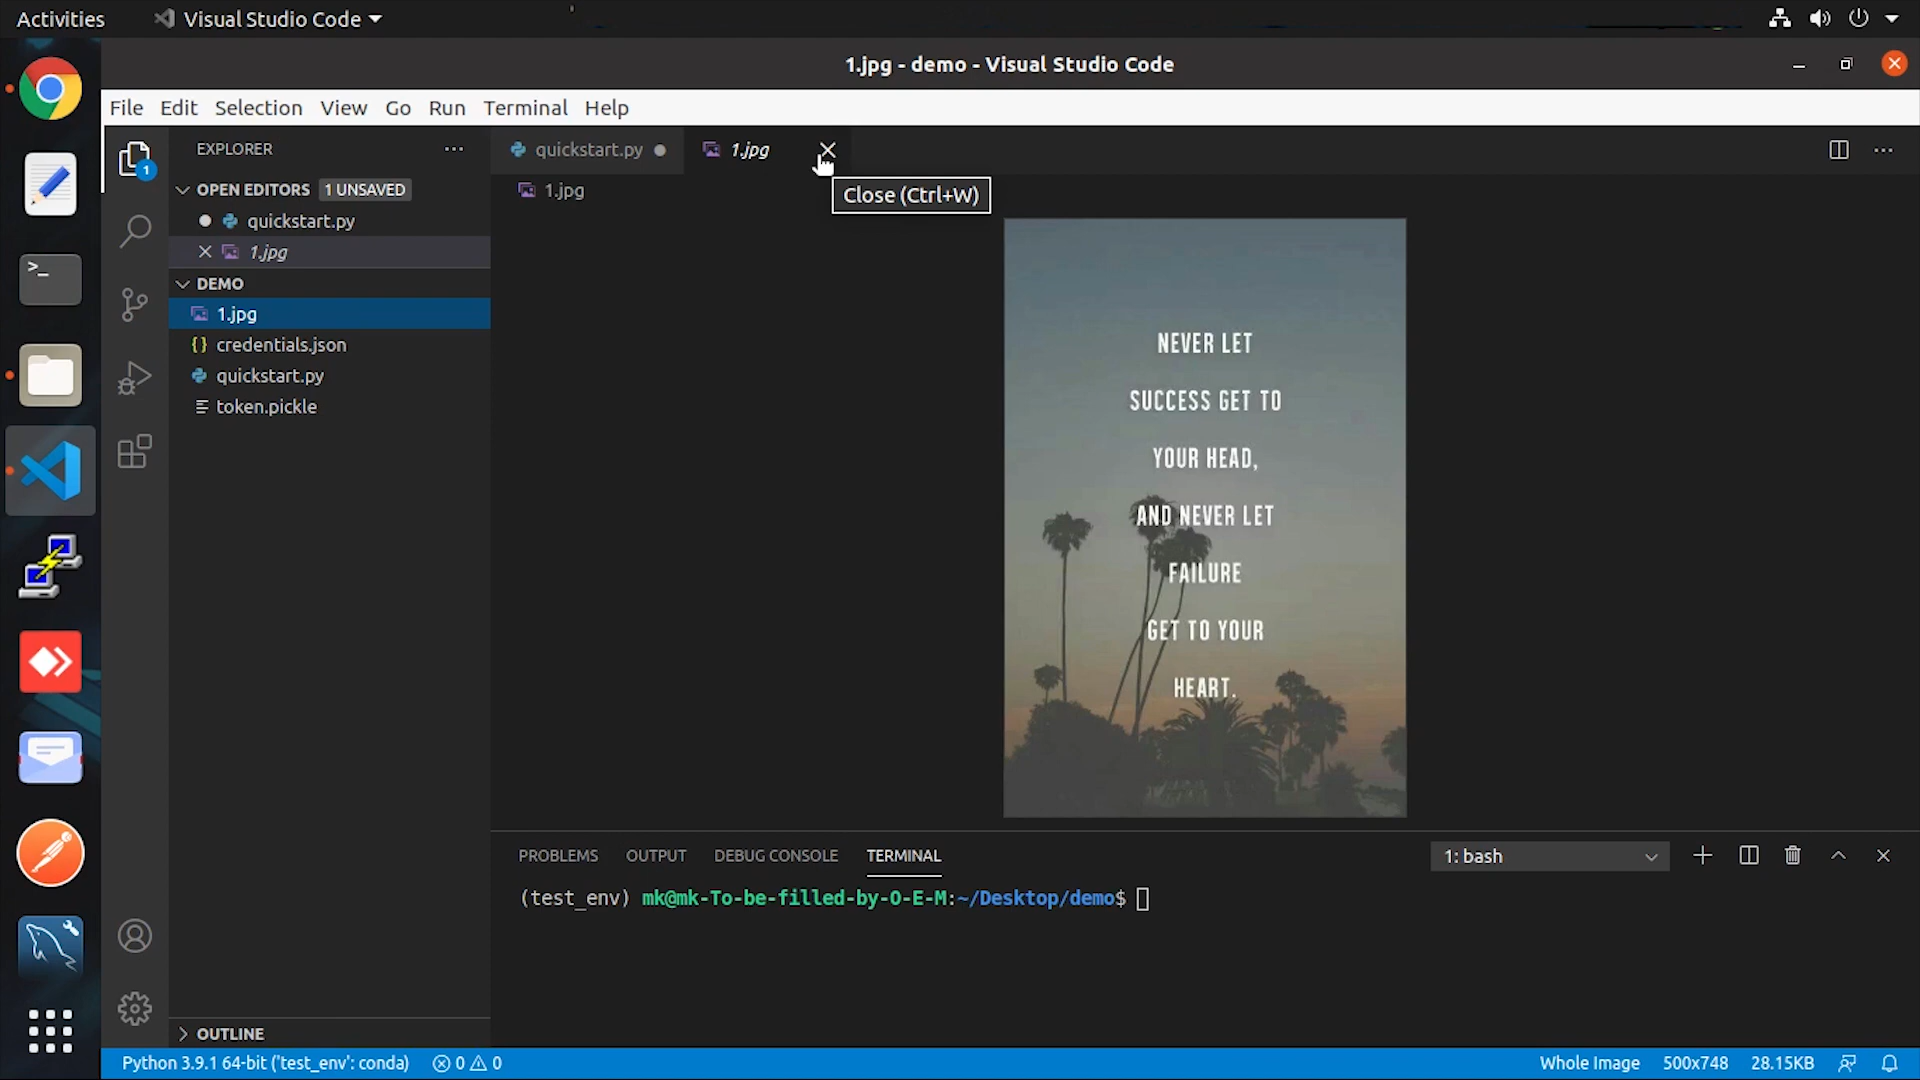 Activities
Visual Studio Code
1.jpg - demo - Visual Studio Code
File Edit Selection View Go Run Terminal Help
1
EXPLORER
quickstart.py
1.jpg
OPEN EDITORS 1 UNSAVED
1.jpg
Close (Ctrl+W)
quickstart.py
1.jpg
DEMO
1.jpg
credentials.json
quickstart.py
token.pickle
NEVER LET
SUCCESS GET TO
YOUR HEAD,
AND NEVER LET
FAILURE
GET TO YOUR
HEART.
PROBLEMS OUTPUT DEBUG CONSOLE TERMINAL
1: bash
(test_env) mk@mk-To-be-filled-by-O-E-M:~/Desktop/demo$
OUTLINE
Python 3.9.1 64-bit ('test_env': conda) 0 0
Whole Image 500x748 28.15KB